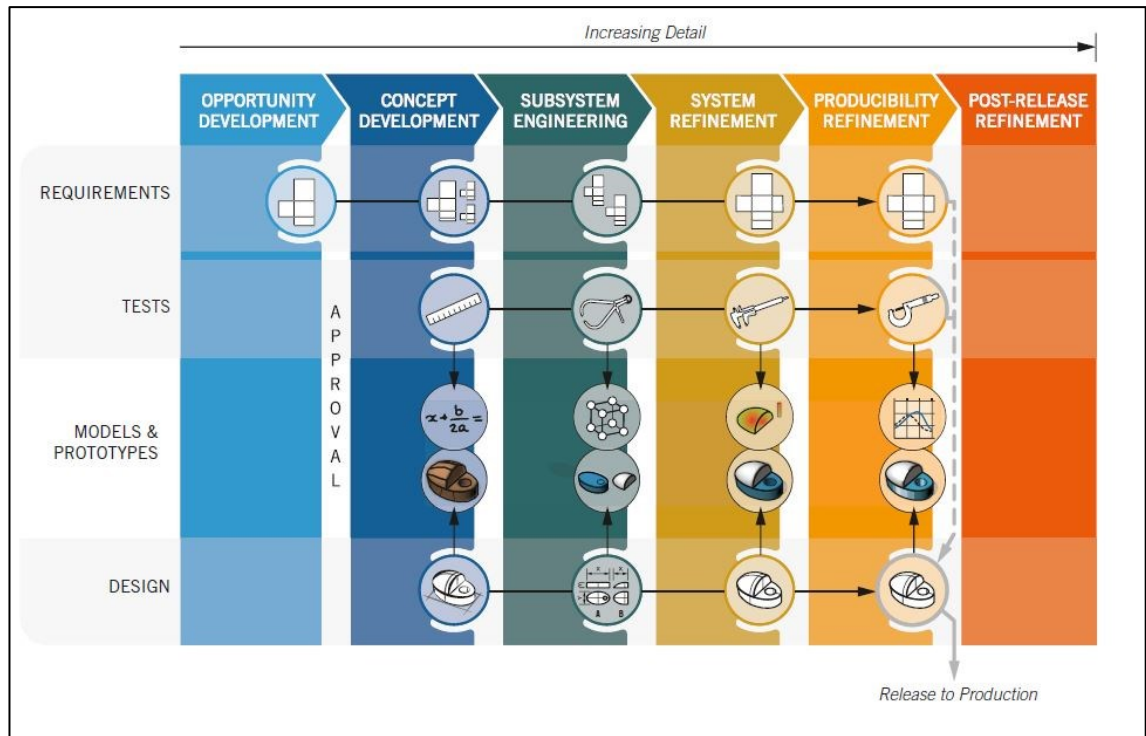 Increasing Detail
OPPORTUNITY
DEVELOPMENT
CONCEPT
DEVELOPMENT
SUBSYSTEM
ENGINEERING
SYSTEM
REFINEMENT
PRODUCIBILITY
REFINEMENT
POST-RELEASE
REFINEMENT
REQUIREMENTS
TESTS
APPROVAL
MODELS &
PROTOTYPES
x + b/2a =
DESIGN
A B
Release to Production